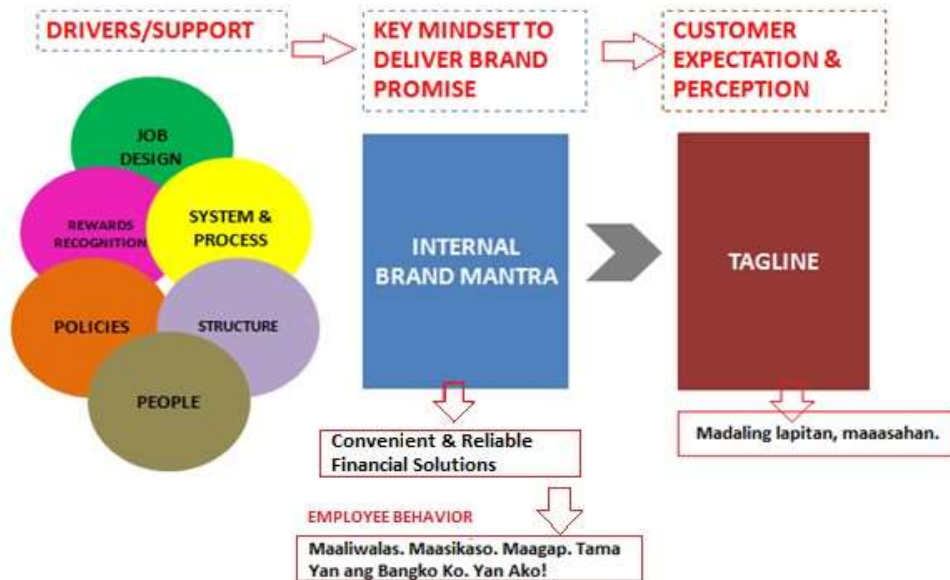 DRIVERS/SUPPORT
KEY MINDSET TO
DELIVER BRAND
PROMISE
CUSTOMER
EXPECTATION &
PERCEPTION
JOB
DESIGN
REWARDS
RECOGNITION
SYSTEM &
PROCESS
POLICIES
STRUCTURE
PEOPLE
INTERNAL
BRAND MANTRA
TAGLINE
Convenient & Reliable
Financial Solutions
Madaling lapitan, maaasahan.
EMPLOYEE BEHAVIOR
Maaliwalas. Maasikaso. Maagap. Tama
Yan ang Bangko Ko. Yan Ako!